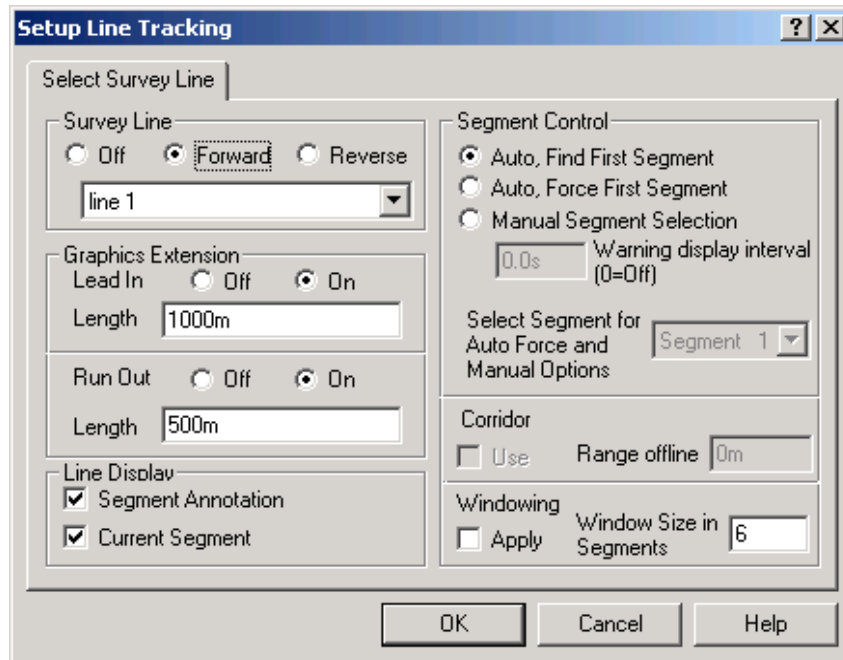 Setup Line Tracking
Select Survey Line
Survey Line
Off Forward Reverse
line 1
Graphics Extension
Lead In Off On
Length 1000m
Run Out Off On
Length 500m
Line Display
Segment Annotation
Current Segment
Segment Control
Auto, Find First Segment
Auto, Force First Segment
Manual Segment Selection
0.0s Warning display interval
(0=Off)
Select Segment for
Auto Force and
Manual Options
Segment 1
Corridor
Use Range offline 0m
Windowing
Apply Window Size in
Segments 6
OK Cancel Help